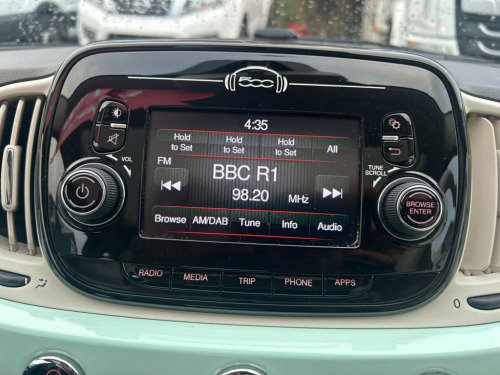 500
4:35
Hold to Set
Hold to Set
Hold to Set
All
FM
BBC R1
98.20 MHz
VOL
TUNE
SCROLL
BROWSE
ENTER
Browse AM/DAB Tune Info Audio
RADIO MEDIA TRIP PHONE APPS
0